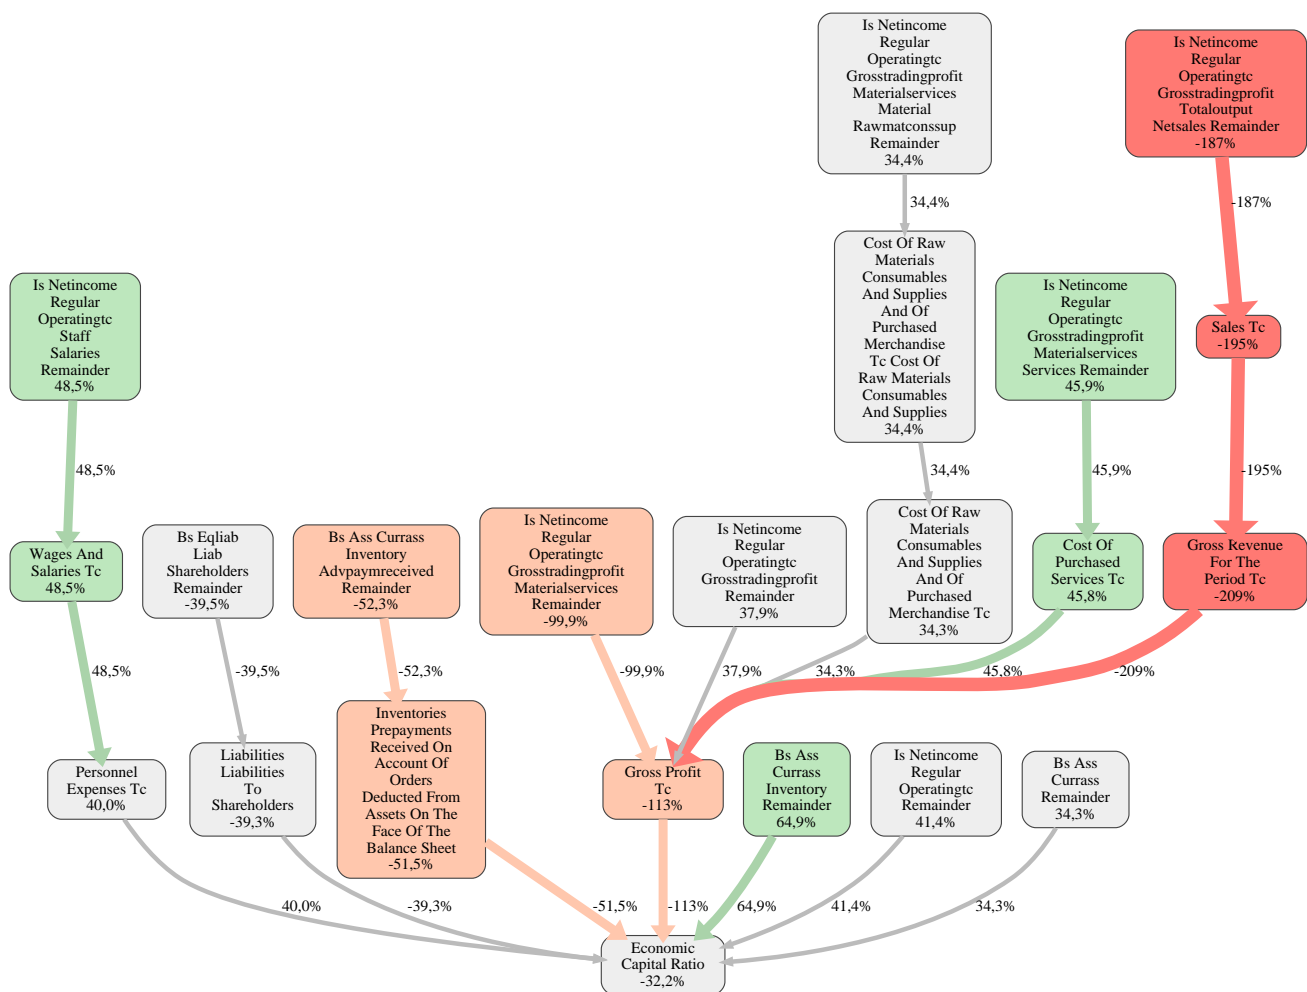 Is Netincome
Regular
Operatingtc
Grosstradingprofit
Materialservices
Material
Rawmatconssup
Remainder
34,4%
Is Netincome
Regular
Operatingtc
Grosstradingprofit
Totaloutput
Netsales Remainder
-187%
34,4%
-187%
Cost Of Raw
Materials
Consumables
And Supplies
And Of
Purchased
Merchandise
Tc Cost Of
Raw Materials
Consumables
And Supplies
34,4%
Is Netincome
Regular
Operatingtc
Staff
Salaries
Remainder
48,5%
Is Netincome
Regular
Operatingtc
Grosstradingprofit
Materialservices
Services Remainder
45,9%
Sales Tc
-195%
48,5%
34,4%
45,9%
-195%
Wages And
Salaries Tc
48,5%
Bs Eqliab
Liab
Shareholders
Remainder
-39,5%
Bs Ass Currass
Inventory
Advpaymreceived
Remainder
-52,3%
Is Netincome
Regular
Operatingtc
Grosstradingprofit
Materialservices
Remainder
-99,9%
Is Netincome
Regular
Operatingtc
Grosstradingprofit
Remainder
37,9%
Cost Of Raw
Materials
Consumables
And Supplies
And Of
Purchased
Merchandise Tc
34,3%
Cost Of
Purchased
Services Tc
45,8%
Gross Revenue
For The
Period Tc
-209%
48,5%
-39,5%
-52,3%
-99,9%
37,9%
34,3%
45,8%
-209%
Personnel
Expenses Tc
40,0%
Liabilities
Liabilities
To
Shareholders
-39,3%
Inventories
Prepayments
Received On
Account Of
Orders
Deducted From
Assets On The
Face Of The
Balance Sheet
-51,5%
Gross Profit
Tc
-113%
Bs Ass
Currass
Inventory
Remainder
64,9%
Is Netincome
Regular
Operatingtc
Remainder
41,4%
Bs Ass
Currass
Remainder
34,3%
40,0%
-39,3%
-51,5%
-113%
64,9%
41,4%
34,3%
Economic
Capital Ratio
-32,2%